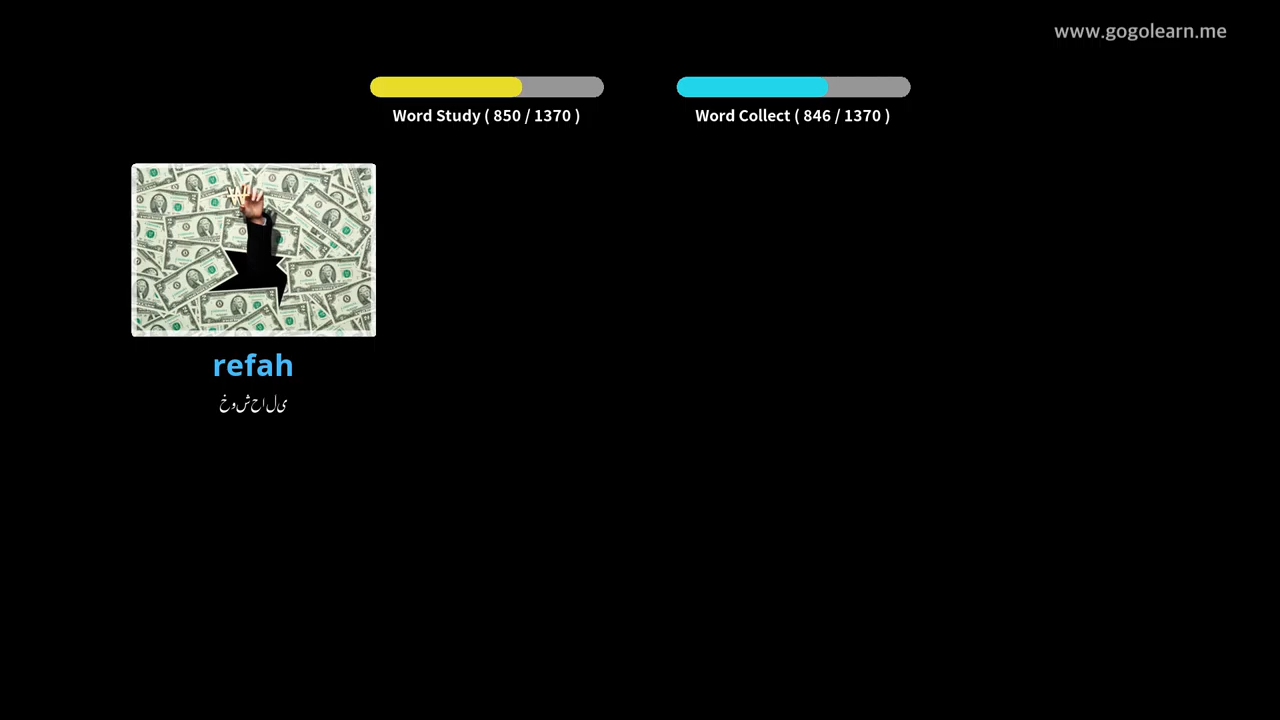 www.gogolearn.me
Word Study ( 850 / 1370 )
Word Collect ( 846 / 1370 )
refah
خوشحالی